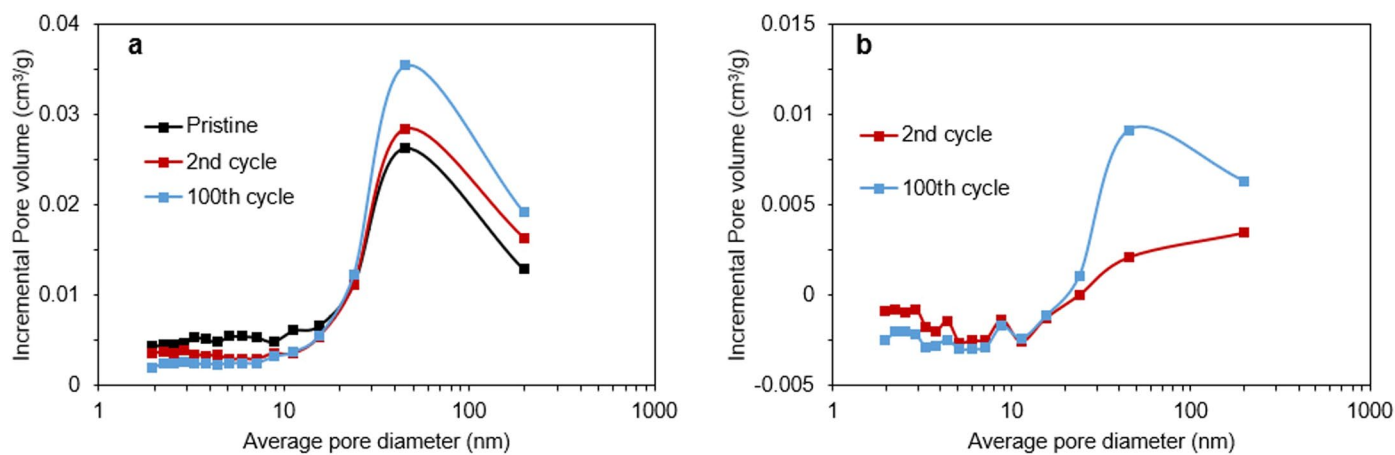 a
Incremental Pore volume (cm³/g)
0.04
0.03
0.02
0.01
0
Pristine
2nd cycle
100th cycle
1
10
100
1000
Average pore diameter (nm)
b
Incremental Pore volume (cm³/g)
0.015
0.01
0.005
0
-0.005
2nd cycle
100th cycle
1
10
100
1000
Average pore diameter (nm)